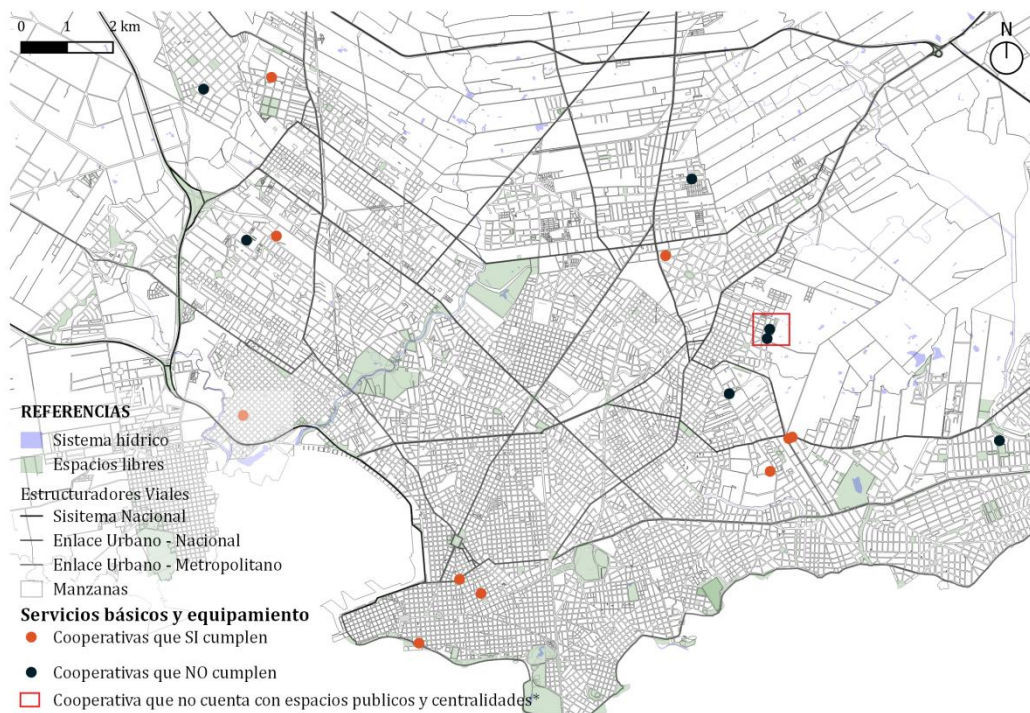 0 1 2 km
N
REFERENCIAS
Sistema hídrico
Espacios libres
Estructuradores Viales
Sisitema Nacional
Enlace Urbano - Nacional
Enlace Urbano - Metropolitano
Manzanas
Servicios básicos y equipamiento
Cooperativas que SI cumplen
Cooperativas que NO cumplen
Cooperativa que no cuenta con espacios publicos y centralidades*